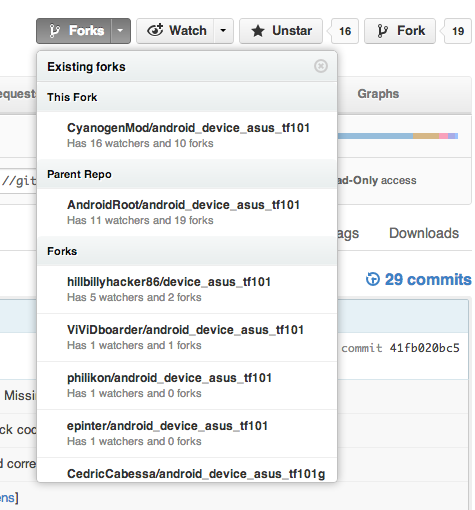 Forks
Watch
Unstar
16
Fork
19
Existing forks
This Fork
CyanogenMod/android_device_asus_tf101
Has 16 watchers and 10 forks
Parent Repo
AndroidRoot/android_device_asus_tf101
Has 11 watchers and 19 forks
Forks
hillbillyhacker86/device_asus_tf101
Has 5 watchers and 2 forks
ViViDboarder/android_device_asus_tf101
Has 1 watchers and 1 forks
philikon/android_device_asus_tf101
Has 1 watchers and 0 forks
epinter/android_device_asus_tf101
Has 1 watchers and 0 forks
CedricCabessa/android_device_asus_tf101g
equests
Graphs
://git
ad-Only access
ags
Downloads
29 commits
commit 41fb020bc5
Missi
ck coo
d corre
ens]